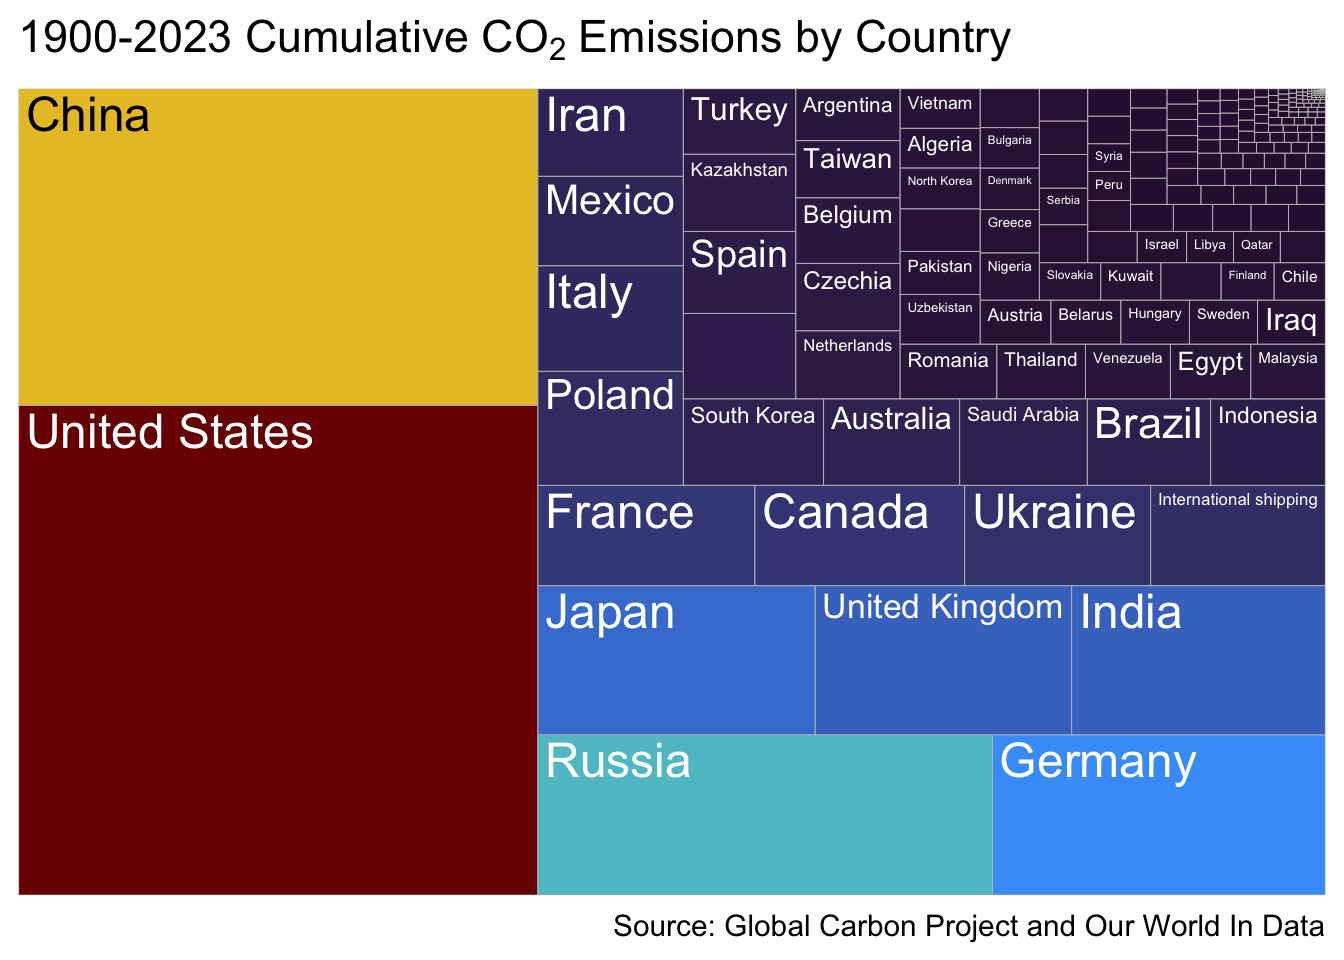 1900-2023 Cumulative CO₂ Emissions by Country
China
United States
Iran
Mexico
Italy
Poland
Turkey
Kazakhstan
Spain
Argentina
Taiwan
Belgium
Czechia
Netherlands
Vietnam
Algeria
North Korea
Pakistan
Uzbekistan
Bulgaria
Denmark
Greece
Nigeria
Serbia
Syria
Peru
Israel
Libya
Qatar
Slovakia
Kuwait
Finland
Chile
Austria
Belarus
Hungary
Sweden
Iraq
Romania
Thailand
Venezuela
Egypt
Malaysia
South Korea
Australia
Saudi Arabia
Brazil
Indonesia
France
Canada
Ukraine
International shipping
Japan
United Kingdom
India
Russia
Germany
Source: Global Carbon Project and Our World In Data